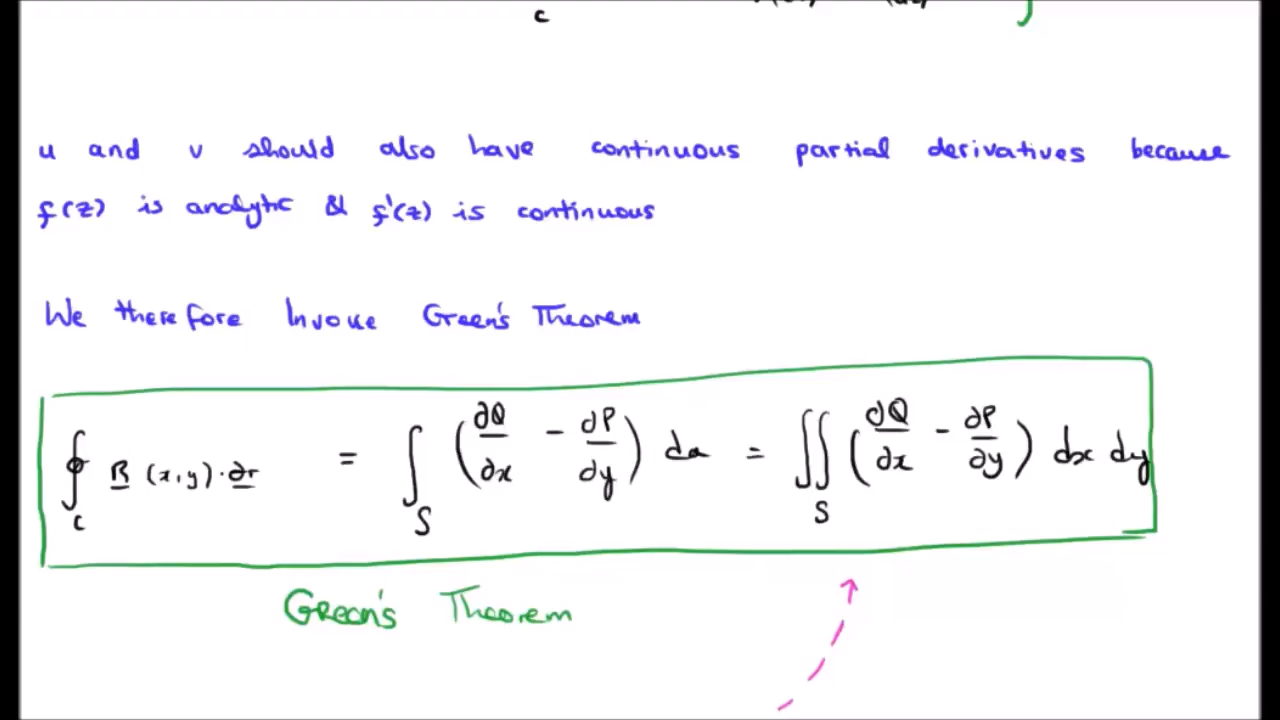 c
u and v should also have continuous partial derivatives because
f(z) is analytic & f'(z) is continuous
We therefore Invoke Green's Theorem
∮_c B (x,y)·∂r = ∫_S (∂Q/∂x - ∂P/∂y) da = ∬_S (∂Q/∂x - ∂P/∂y) dx dy
Green's Theorem